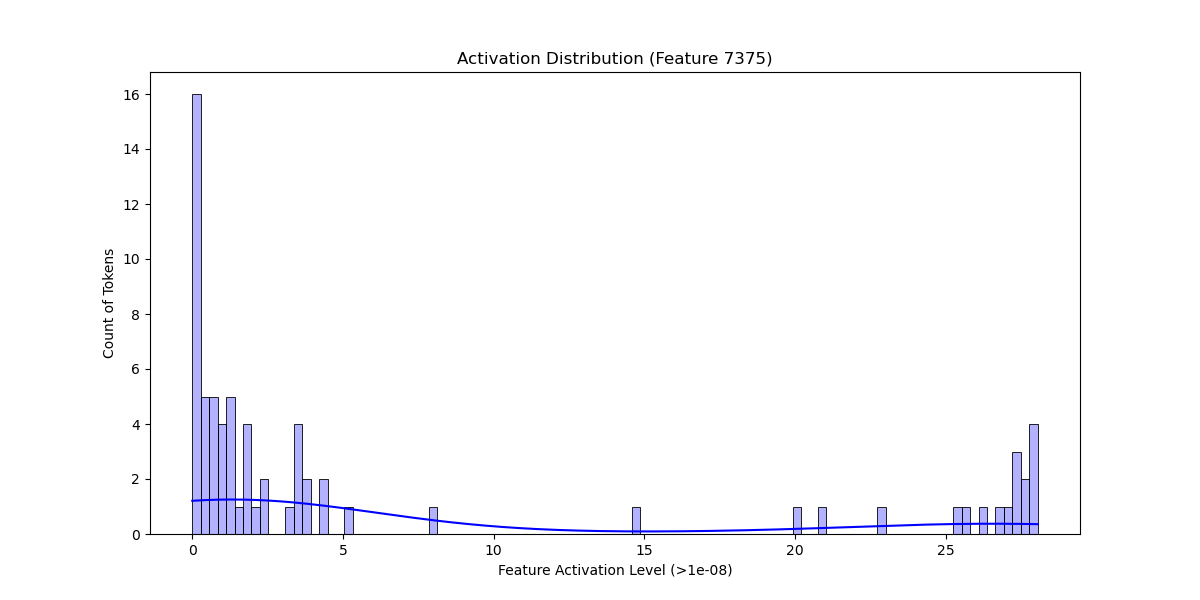 Activation Distribution (Feature 7375)
16
14
12
10
8
6
4
2
0
Count of Tokens
0 5 10 15 20 25
Feature Activation Level (>1e-08)